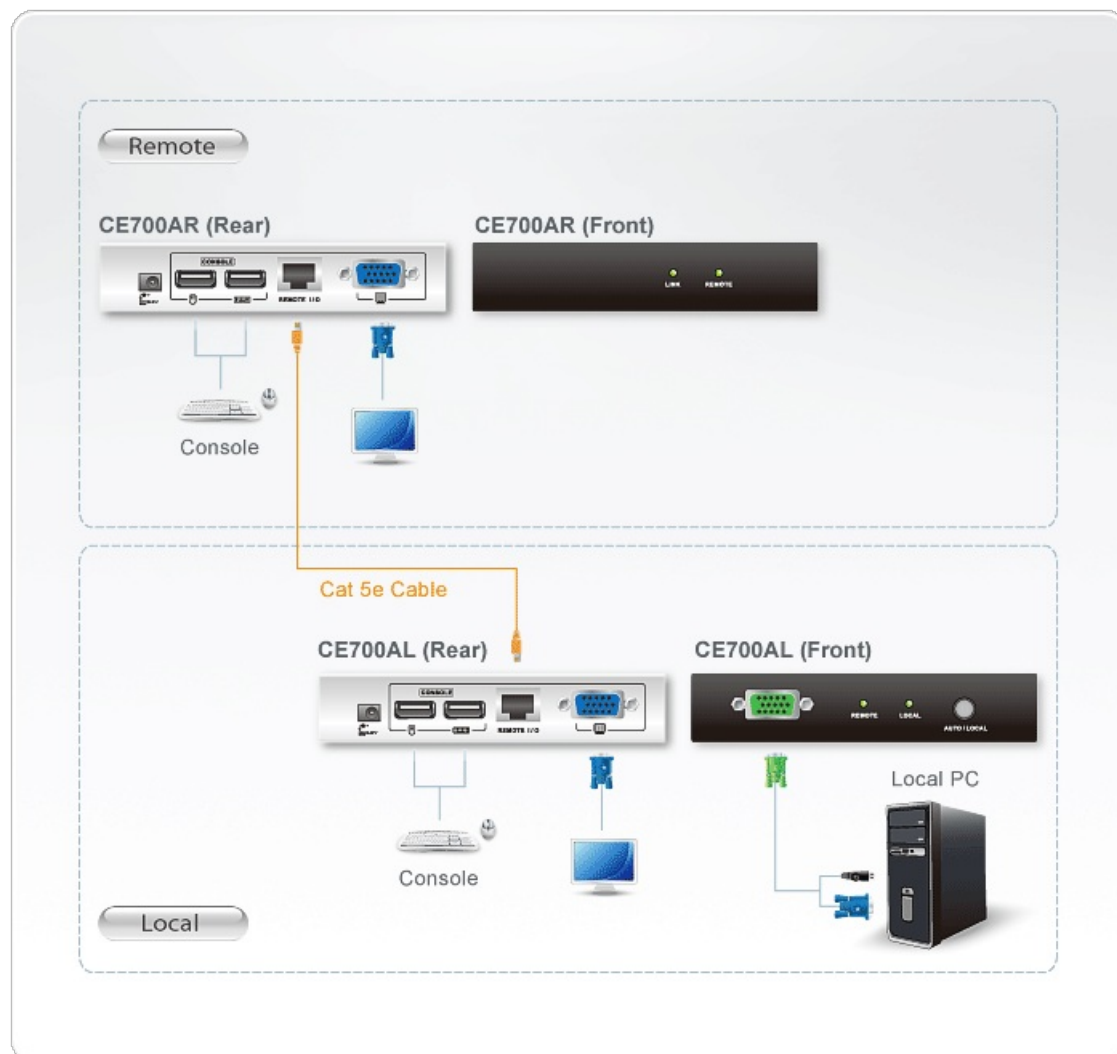 Remote
CE700AR (Rear)
CE700AR (Front)
CONSOLE
REMOTE I/O
LINK
REMOTE
Console
Cat 5e Cable
CE700AL (Rear)
CE700AL (Front)
CONSOLE
REMOTE I/O
REMOTE
LOCAL
AUTO / LOCAL
Local PC
Console
Local